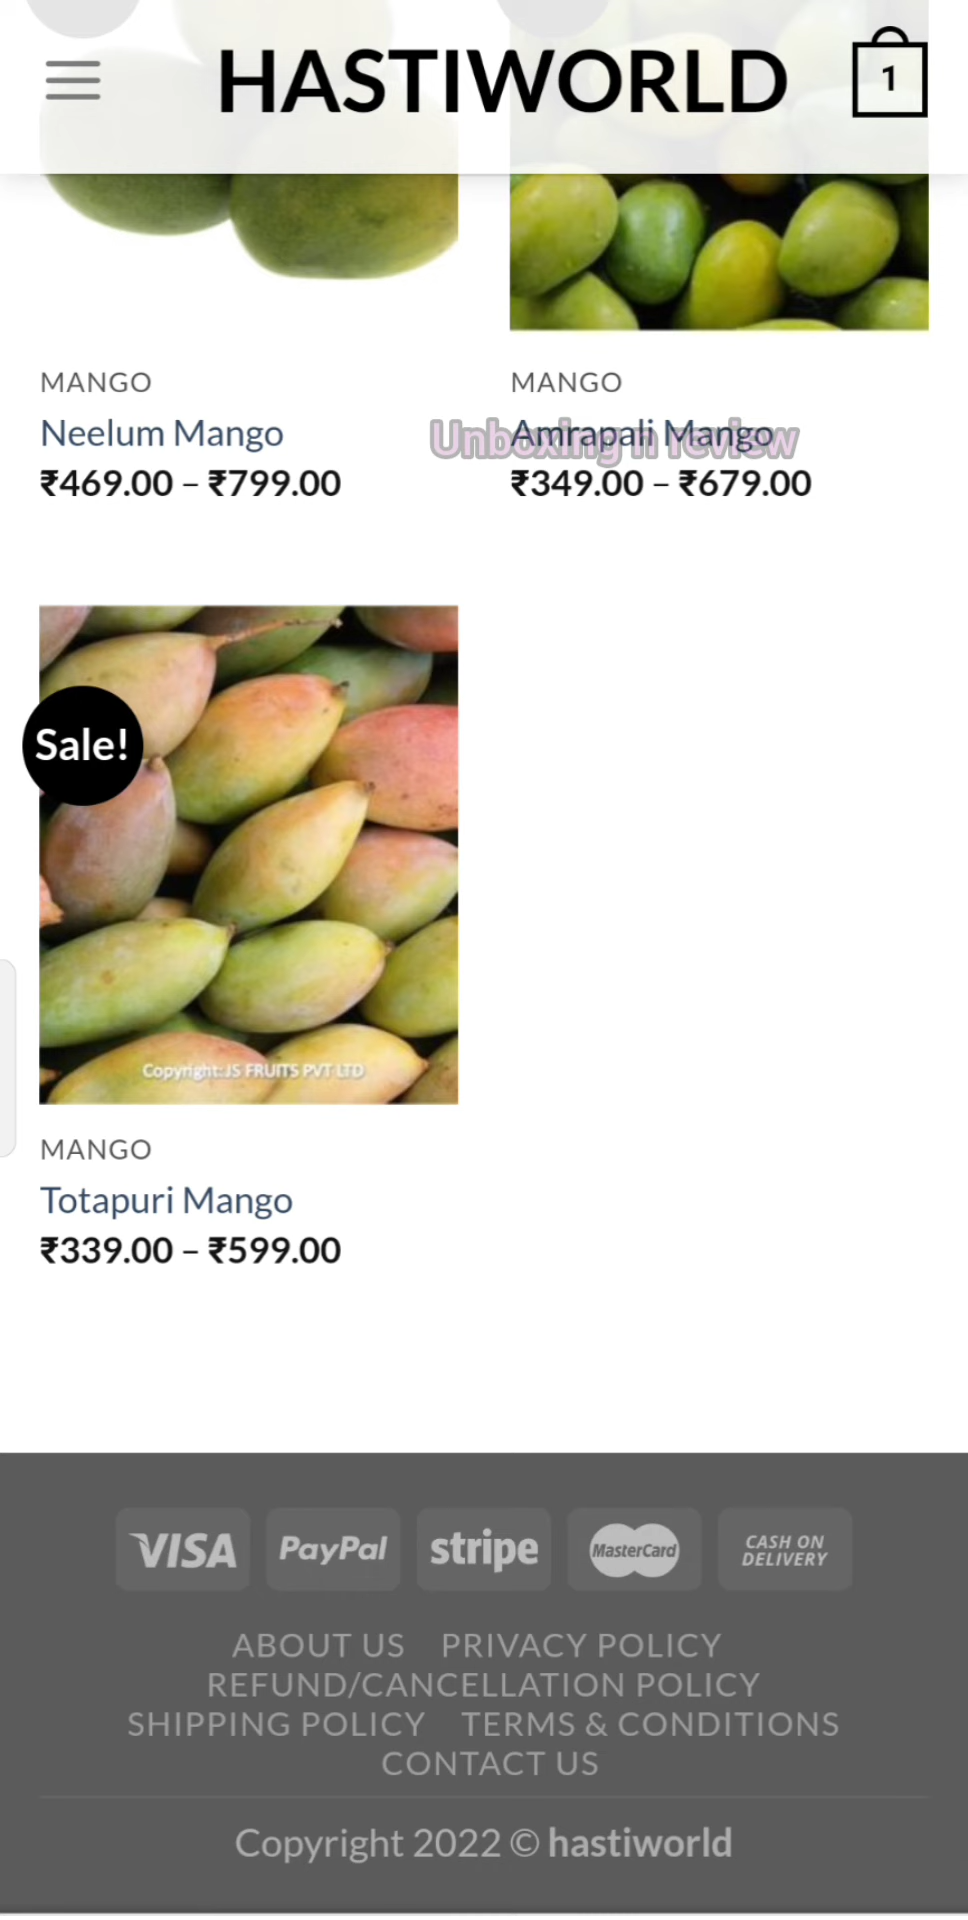 HASTIWORLD
1
MANGO
Neelum Mango
₹469.00 – ₹799.00
MANGO
Amrapali Mango
Unboxing n review
₹349.00 – ₹679.00
Sale!
Copyright: JS FRUITS PVT LTD
MANGO
Totapuri Mango
₹339.00 – ₹599.00
VISA
PayPal
stripe
MasterCard
CASH ON
DELIVERY
ABOUT US PRIVACY POLICY
REFUND/CANCELLATION POLICY
SHIPPING POLICY TERMS & CONDITIONS
CONTACT US
Copyright 2022 © hastiworld